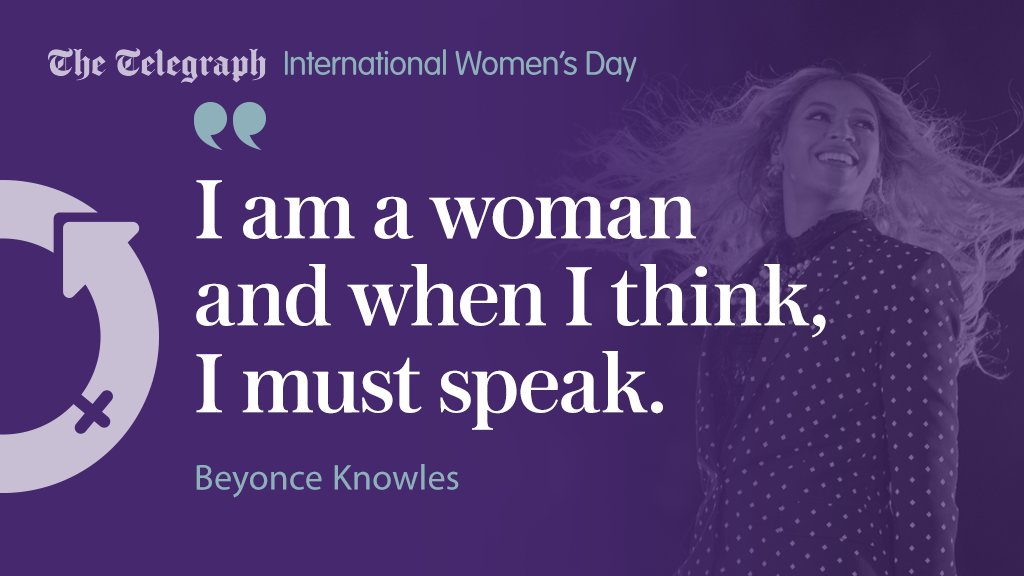 The Telegraph International Women's Day
❞
I am a woman
and when I think,
I must speak.
Beyonce Knowles